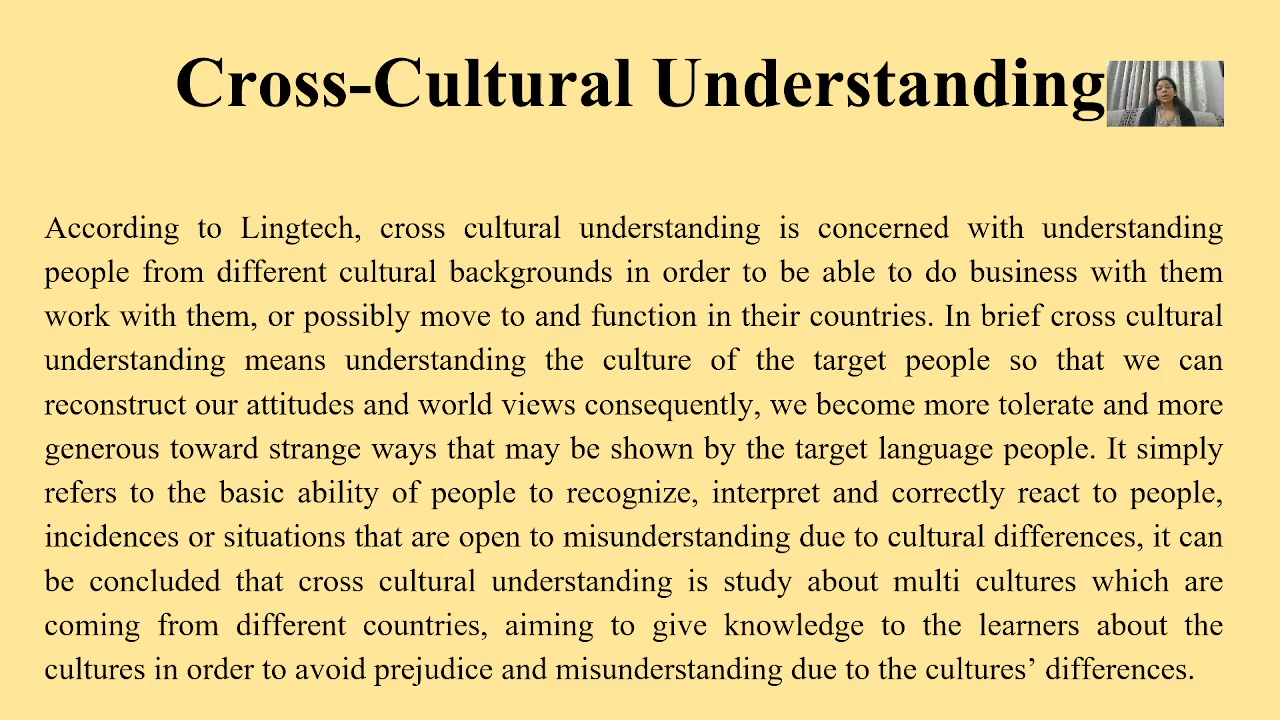 Cross-Cultural Understanding
According to Lingtech, cross cultural understanding is concerned with understanding
people from different cultural backgrounds in order to be able to do business with them
work with them, or possibly move to and function in their countries. In brief cross cultural
understanding means understanding the culture of the target people so that we can
reconstruct our attitudes and world views consequently, we become more tolerate and more
generous toward strange ways that may be shown by the target language people. It simply
refers to the basic ability of people to recognize, interpret and correctly react to people,
incidences or situations that are open to misunderstanding due to cultural differences, it can
be concluded that cross cultural understanding is study about multi cultures which are
coming from different countries, aiming to give knowledge to the learners about the
cultures in order to avoid prejudice and misunderstanding due to the cultures’ differences.